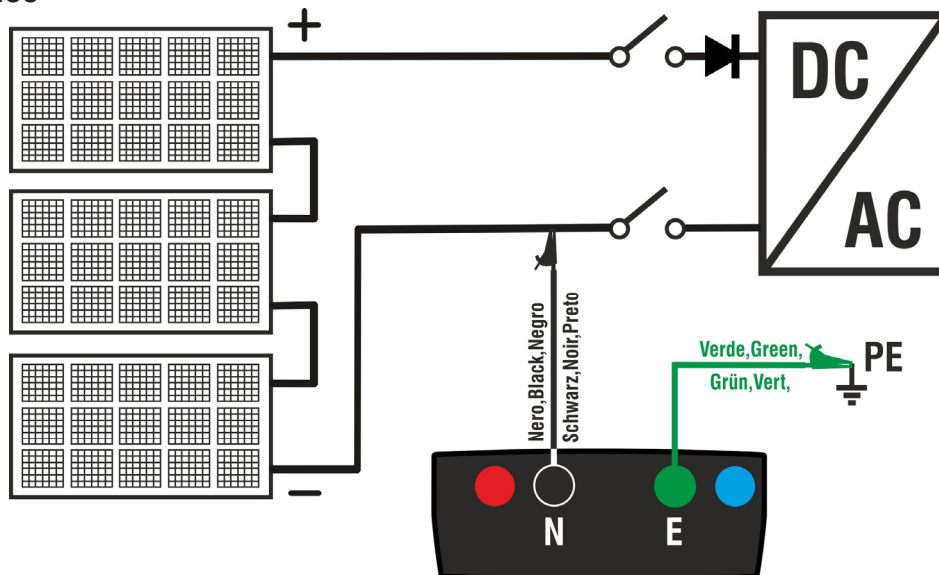 +
DC
AC
Nero,Black,Negro
Schwarz,Noir,Preto
Verde,Green,
Grün,Vert,
PE
−
N
E